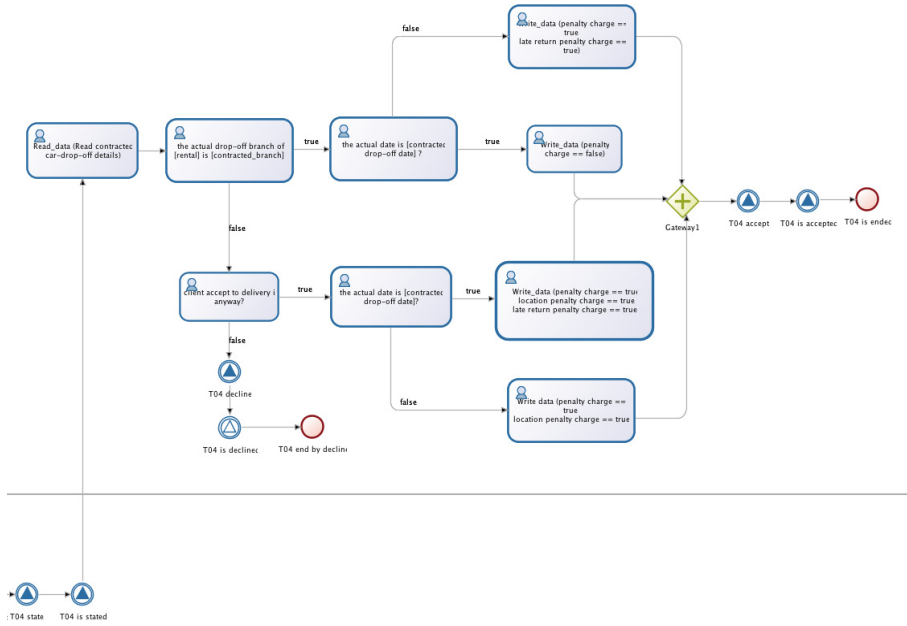 false
Write_data (penalty charge ==
true
late return penalty charge ==
true)
Read_data (Read contracted
car-drop-off details)
the actual drop-off branch of
[rental] is [contracted_branch]
true
the actual date is [contracted
drop-off date] ?
true
Write_data (penalty
charge == false)
Gateway1
T04 accept
T04 is accepted
T04 is ended
false
client accept to delivery i
anyway?
true
the actual date is [contracted
drop-off date]?
true
Write_data (penalty charge == true
location penalty charge == true
late return penalty charge == true
false
T04 decline
T04 is declined
T04 end by decline
false
Write data (penalty charge ==
true
location penalty charge == true
: T04 state
T04 is stated